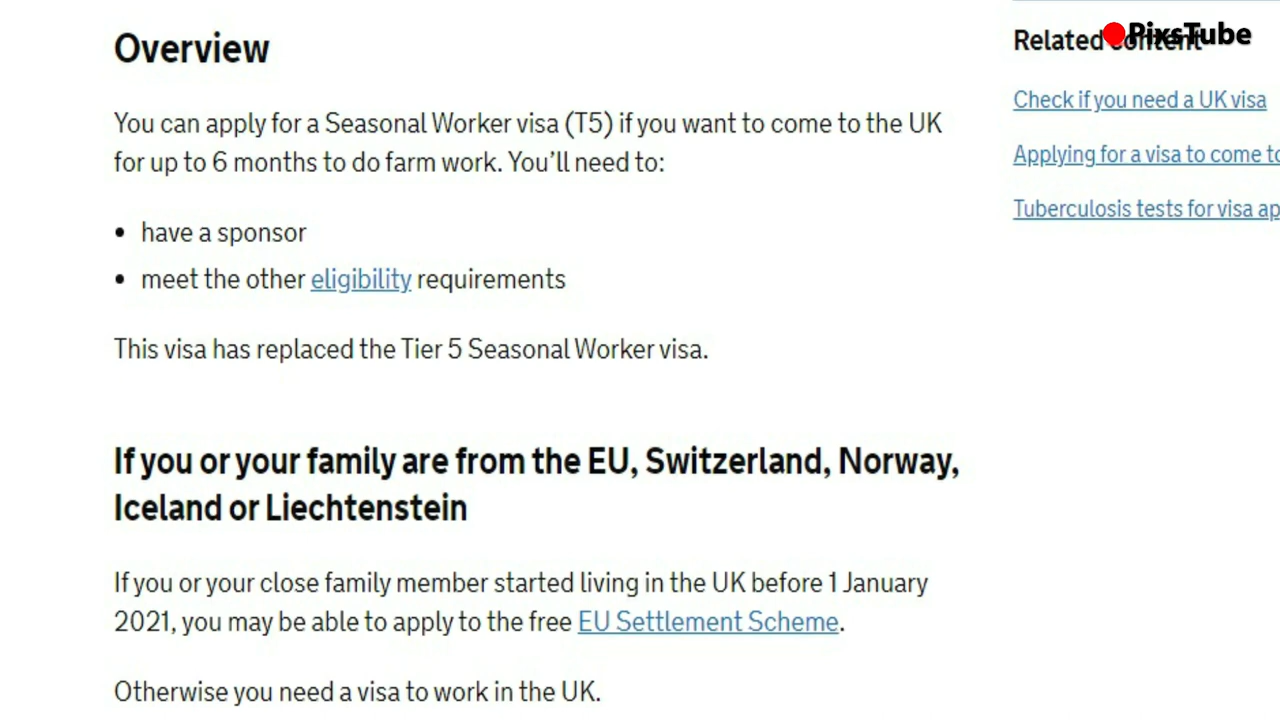 Overview
You can apply for a Seasonal Worker visa (T5) if you want to come to the UK
for up to 6 months to do farm work. You'll need to:
• have a sponsor
• meet the other eligibility requirements
This visa has replaced the Tier 5 Seasonal Worker visa.
If you or your family are from the EU, Switzerland, Norway,
Iceland or Liechtenstein
If you or your close family member started living in the UK before 1 January
2021, you may be able to apply to the free EU Settlement Scheme.
Otherwise you need a visa to work in the UK.
Related content
PixsTube
Check if you need a UK visa
Applying for a visa to come to
Tuberculosis tests for visa ap